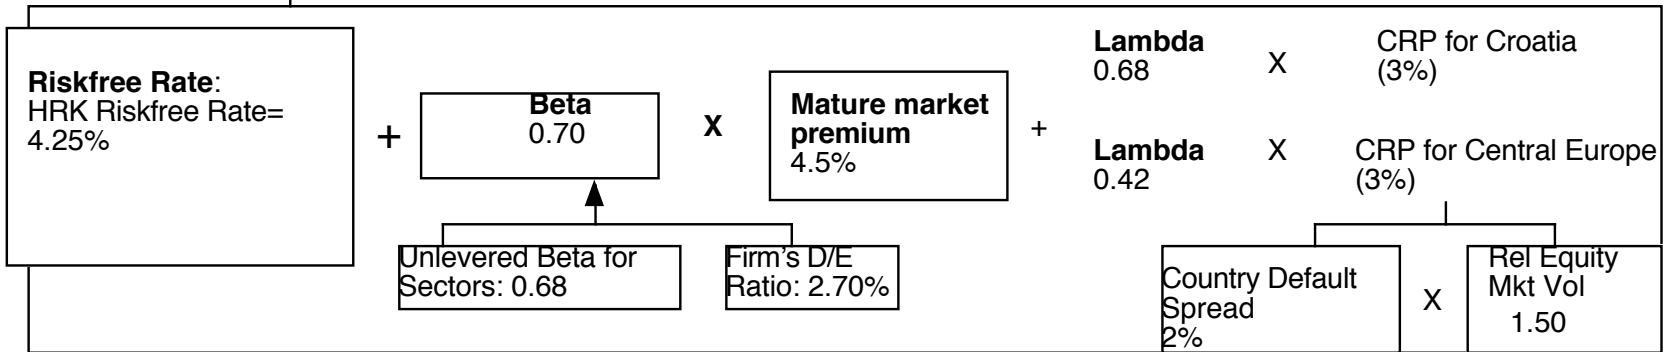 Riskfree Rate:
HRK Riskfree Rate=
4.25%
+
Beta
0.70
X
Mature market
premium
4.5%
+
Lambda
0.68
X
CRP for Croatia
(3%)
Lambda
0.42
X
CRP for Central Europe
(3%)
Unlevered Beta for
Sectors: 0.68
Firm's D/E
Ratio: 2.70%
Country Default
Spread
2%
X
Rel Equity
Mkt Vol
1.50